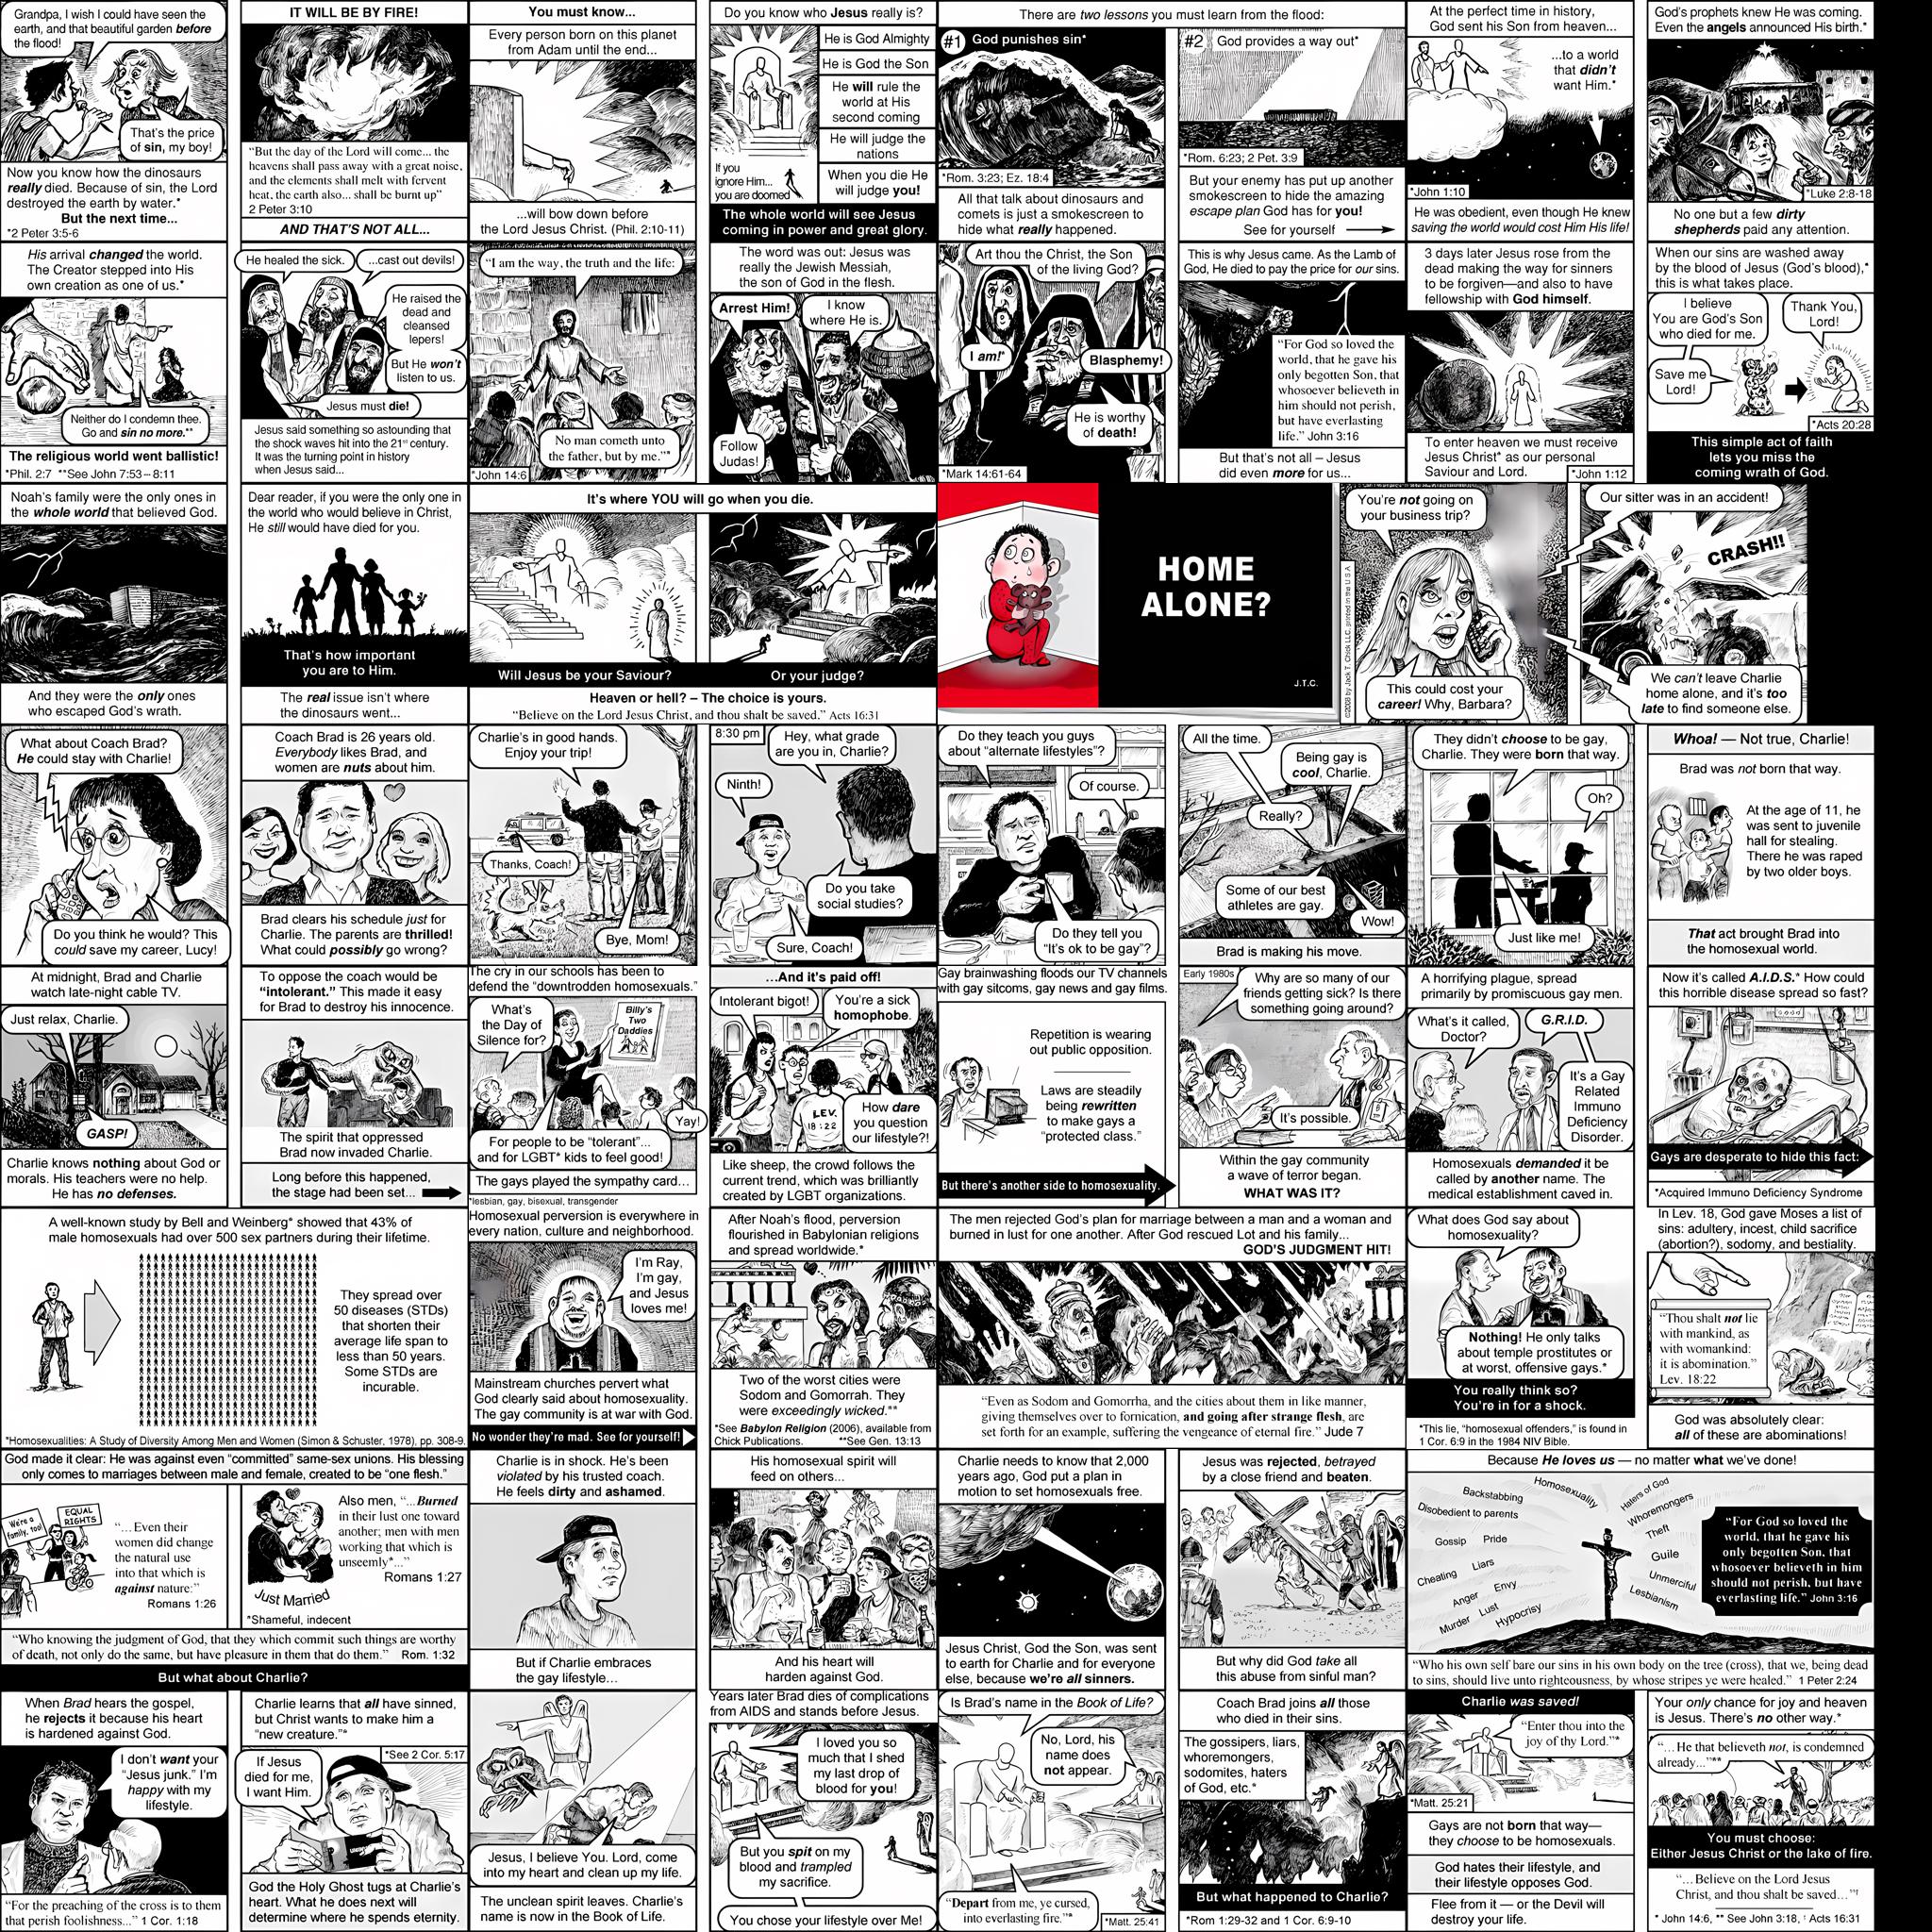 Grandpa, I wish I could have seen the
earth, and that beautiful garden before
the flood!
That's the price
of sin, my boy!
Now you know how the dinosaurs
really died. Because of sin, the Lord
destroyed the earth by water.*
But the next time...
*2 Peter 3:5-6
IT WILL BE BY FIRE!
"But the day of the Lord will come... the
heavens shall pass away with a great noise,
and the elements shall melt with fervent
heat, the earth also... shall be burnt up"
2 Peter 3:10
AND THAT'S NOT ALL...
You must know...
Every person born on this planet
from Adam until the end...
...will bow down before
the Lord Jesus Christ. (Phil. 2:10-11)
Do you know who Jesus really is?
He is God Almighty
He is God the Son
He will rule the
world at His
second coming
He will judge the
nations
If you
ignore Him...
you are doomed
When you die He
will judge you!
The whole world will see Jesus
coming in power and great glory.
There are two lessons you must learn from the flood:
#1 God punishes sin*
*Rom. 3:23; Ez. 18:4
All that talk about dinosaurs and
comets is just a smokescreen to
hide what really happened.
#2 God provides a way out*
*Rom. 6:23; 2 Pet. 3:9
But your enemy has put up another
smokescreen to hide the amazing
escape plan God has for you!
See for yourself
At the perfect time in history,
God sent his Son from heaven...
...to a world
that didn't
want Him.*
*John 1:10
He was obedient, even though He knew
saving the world would cost Him His life!
God's prophets knew He was coming.
Even the angels announced His birth.*
*Luke 2:8-18
No one but a few dirty
shepherds paid any attention.
His arrival changed the world.
The Creator stepped into His
own creation as one of us.*
Neither do I condemn thee.
Go and sin no more.**
The religious world went ballistic!
*Phil. 2:7 **See John 7:53–8:11
He healed the sick.
...cast out devils!
He raised the
dead and
cleansed
lepers!
But He won't
listen to us.
Jesus must die!
Jesus said something so astounding that
the shock waves hit into the 21st century.
It was the turning point in history
when Jesus said...
"I am the way, the truth and the life:
No man cometh unto
the father, but by me."*
*John 14:6
The word was out: Jesus was
really the Jewish Messiah,
the son of God in the flesh.
Arrest Him!
I know
where He is.
Follow
Judas!
Art thou the Christ, the Son
of the living God?
I am!*
Blasphemy!
He is worthy
of death!
*Mark 14:61-64
This is why Jesus came. As the Lamb of
God, He died to pay the price for our sins.
"For God so loved the
world, that he gave his
only begotten Son, that
whosoever believeth in
him should not perish,
but have everlasting
life." John 3:16
But that's not all – Jesus
did even more for us...
3 days later Jesus rose from the
dead making the way for sinners
to be forgiven—and also to have
fellowship with God himself.
To enter heaven we must receive
Jesus Christ* as our personal
Saviour and Lord.
*John 1:12
When our sins are washed away
by the blood of Jesus (God's blood),*
this is what takes place.
I believe
You are God's Son
who died for me.
Save me
Lord!
Thank You,
Lord!
*Acts 20:28
This simple act of faith
lets you miss the
coming wrath of God.
Noah's family were the only ones in
the whole world that believed God.
And they were the only ones
who escaped God's wrath.
Dear reader, if you were the only one in
the world who would believe in Christ,
He still would have died for you.
That's how important
you are to Him.
The real issue isn't where
the dinosaurs went...
It's where YOU will go when you die.
Will Jesus be your Saviour?
Or your judge?
Heaven or hell? – The choice is yours.
"Believe on the Lord Jesus Christ, and thou shalt be saved." Acts 16:31
HOME
ALONE?
J.T.C.
©2008 by Jack T. Chick LLC. printed in the U.S.A
You're not going on
your business trip?
This could cost your
career! Why, Barbara?
Our sitter was in an accident!
CRASH!!
We can't leave Charlie
home alone, and it's too
late to find someone else.
What about Coach Brad?
He could stay with Charlie!
Do you think he would? This
could save my career, Lucy!
Coach Brad is 26 years old.
Everybody likes Brad, and
women are nuts about him.
Brad clears his schedule just for
Charlie. The parents are thrilled!
What could possibly go wrong?
Charlie's in good hands.
Enjoy your trip!
Thanks, Coach!
Bye, Mom!
8:30 pm
Hey, what grade
are you in, Charlie?
Ninth!
Do you take
social studies?
Sure, Coach!
Do they teach you guys
about "alternate lifestyles"?
Of course.
Do they tell you
"It's ok to be gay"?
All the time.
Being gay is
cool, Charlie.
Really?
Some of our best
athletes are gay.
Wow!
Brad is making his move.
They didn't choose to be gay,
Charlie. They were born that way.
Oh?
Just like me!
Whoa! — Not true, Charlie!
Brad was not born that way.
At the age of 11, he
was sent to juvenile
hall for stealing.
There he was raped
by two older boys.
That act brought Brad into
the homosexual world.
At midnight, Brad and Charlie
watch late-night cable TV.
Just relax, Charlie.
GASP!
Charlie knows nothing about God or
morals. His teachers were no help.
He has no defenses.
To oppose the coach would be
"intolerant." This made it easy
for Brad to destroy his innocence.
The spirit that oppressed
Brad now invaded Charlie.
Long before this happened,
the stage had been set...
The cry in our schools has been to
defend the "downtrodden homosexuals."
What's
the Day of
Silence for?
Billy's
Two
Daddies
Yay!
For people to be "tolerant"...
and for LGBT* kids to feel good!
The gays played the sympathy card...
*lesbian, gay, bisexual, transgender
...And it's paid off!
Intolerant bigot!
You're a sick
homophobe.
LEV.
18:22
How dare
you question
our lifestyle?!
Like sheep, the crowd follows the
current trend, which was brilliantly
created by LGBT organizations.
Gay brainwashing floods our TV channels
with gay sitcoms, gay news and gay films.
Repetition is wearing
out public opposition.
Laws are steadily
being rewritten
to make gays a
"protected class."
But there's another side to homosexuality.
Early 1980s
Why are so many of our
friends getting sick? Is there
something going around?
It's possible.
Within the gay community
a wave of terror began.
WHAT WAS IT?
A horrifying plague, spread
primarily by promiscuous gay men.
What's it called,
Doctor?
G.R.I.D.
It's a Gay
Related
Immuno
Deficiency
Disorder.
Homosexuals demanded it be
called by another name. The
medical establishment caved in.
Now it's called A.I.D.S.* How could
this horrible disease spread so fast?
Gays are desperate to hide this fact:
*Acquired Immuno Deficiency Syndrome
A well-known study by Bell and Weinberg* showed that 43% of
male homosexuals had over 500 sex partners during their lifetime.
They spread over
50 diseases (STDs)
that shorten their
average life span to
less than 50 years.
Some STDs are
incurable.
*Homosexualities: A Study of Diversity Among Men and Women (Simon & Schuster, 1978), pp. 308-9.
Homosexual perversion is everywhere in
every nation, culture and neighborhood.
I'm Ray,
I'm gay,
and Jesus
loves me!
Mainstream churches pervert what
God clearly said about homosexuality.
The gay community is at war with God.
No wonder they're mad. See for yourself!
After Noah's flood, perversion
flourished in Babylonian religions
and spread worldwide.*
Two of the worst cities were
Sodom and Gomorrah. They
were exceedingly wicked.**
*See Babylon Religion (2006), available from
Chick Publications. **See Gen. 13:13
The men rejected God's plan for marriage between a man and a woman and
burned in lust for one another. After God rescued Lot and his family...
GOD'S JUDGMENT HIT!
"Even as Sodom and Gomorrha, and the cities about them in like manner,
giving themselves over to fornication, and going after strange flesh, are
set forth for an example, suffering the vengeance of eternal fire." Jude 7
What does God say about
homosexuality?
Nothing! He only talks
about temple prostitutes or
at worst, offensive gays.*
You really think so?
You're in for a shock.
*This lie, "homosexual offenders," is found in
1 Cor. 6:9 in the 1984 NIV Bible.
In Lev. 18, God gave Moses a list of
sins: adultery, incest, child sacrifice
(abortion?), sodomy, and bestiality.
"Thou shalt not lie
with mankind, as
with womankind:
it is abomination."
Lev. 18:22
God was absolutely clear:
all of these are abominations!
God made it clear: He was against even "committed" same-sex unions. His blessing
only comes to marriages between male and female, created to be "one flesh."
We're a
family, too!
EQUAL
RIGHTS
"...Even their
women did change
the natural use
into that which is
against nature:"
Romans 1:26
Just Married
Also men, "...Burned
in their lust one toward
another; men with men
working that which is
unseemly*..."
Romans 1:27
*Shameful, indecent
"Who knowing the judgment of God, that they which commit such things are worthy
of death, not only do the same, but have pleasure in them that do them." Rom. 1:32
But what about Charlie?
Charlie is in shock. He's been
violated by his trusted coach.
He feels dirty and ashamed.
But if Charlie embraces
the gay lifestyle...
His homosexual spirit will
feed on others...
And his heart will
harden against God.
Charlie needs to know that 2,000
years ago, God put a plan in
motion to set homosexuals free.
Jesus Christ, God the Son, was sent
to earth for Charlie and for everyone
else, because we're all sinners.
Jesus was rejected, betrayed
by a close friend and beaten.
But why did God take all
this abuse from sinful man?
Because He loves us — no matter what we've done!
Backstabbing
Homosexuality
Haters of God
Disobedient to parents
Whoremongers
Gossip
Pride
Theft
Guile
Liars
Cheating
Envy
Unmerciful
Anger
Lust
Lesbianism
Murder
Hypocrisy
"For God so loved the
world, that he gave his
only begotten Son, that
whosoever believeth in him
should not perish, but have
everlasting life." John 3:16
"Who his own self bare our sins in his own body on the tree (cross), that we, being dead
to sins, should live unto righteousness, by whose stripes ye were healed." 1 Peter 2:24
When Brad hears the gospel,
he rejects it because his heart
is hardened against God.
I don't want your
"Jesus junk." I'm
happy with my
lifestyle.
"For the preaching of the cross is to them
that perish foolishness..." 1 Cor. 1:18
Charlie learns that all have sinned,
but Christ wants to make him a
"new creature."*
*See 2 Cor. 5:17
If Jesus
died for me,
I want Him.
God the Holy Ghost tugs at Charlie's
heart. What he does next will
determine where he spends eternity.
Jesus, I believe You. Lord, come
into my heart and clean up my life.
The unclean spirit leaves. Charlie's
name is now in the Book of Life.
Years later Brad dies of complications
from AIDS and stands before Jesus.
I loved you so
much that I shed
my last drop of
blood for you!
But you spit on my
blood and trampled
my sacrifice.
You chose your lifestyle over Me!
Is Brad's name in the Book of Life?
No, Lord, his
name does
not appear.
"Depart from me, ye cursed,
into everlasting fire."*
*Matt. 25:41
Coach Brad joins all those
who died in their sins.
The gossipers, liars,
whoremongers,
sodomites, haters
of God, etc.*
But what happened to Charlie?
*Rom 1:29-32 and 1 Cor. 6:9-10
Charlie was saved!
"Enter thou into the
joy of thy Lord."*
*Matt. 25:21
Gays are not born that way—
they choose to be homosexuals.
God hates their lifestyle, and
their lifestyle opposes God.
Flee from it — or the Devil will
destroy your life.
Your only chance for joy and heaven
is Jesus. There's no other way.*
"...He that believeth not, is condemned
already..."**
You must choose:
Either Jesus Christ or the lake of fire.
"...Believe on the Lord Jesus
Christ, and thou shalt be saved..."†
* John 14:6, ** See John 3:18, † Acts 16:31